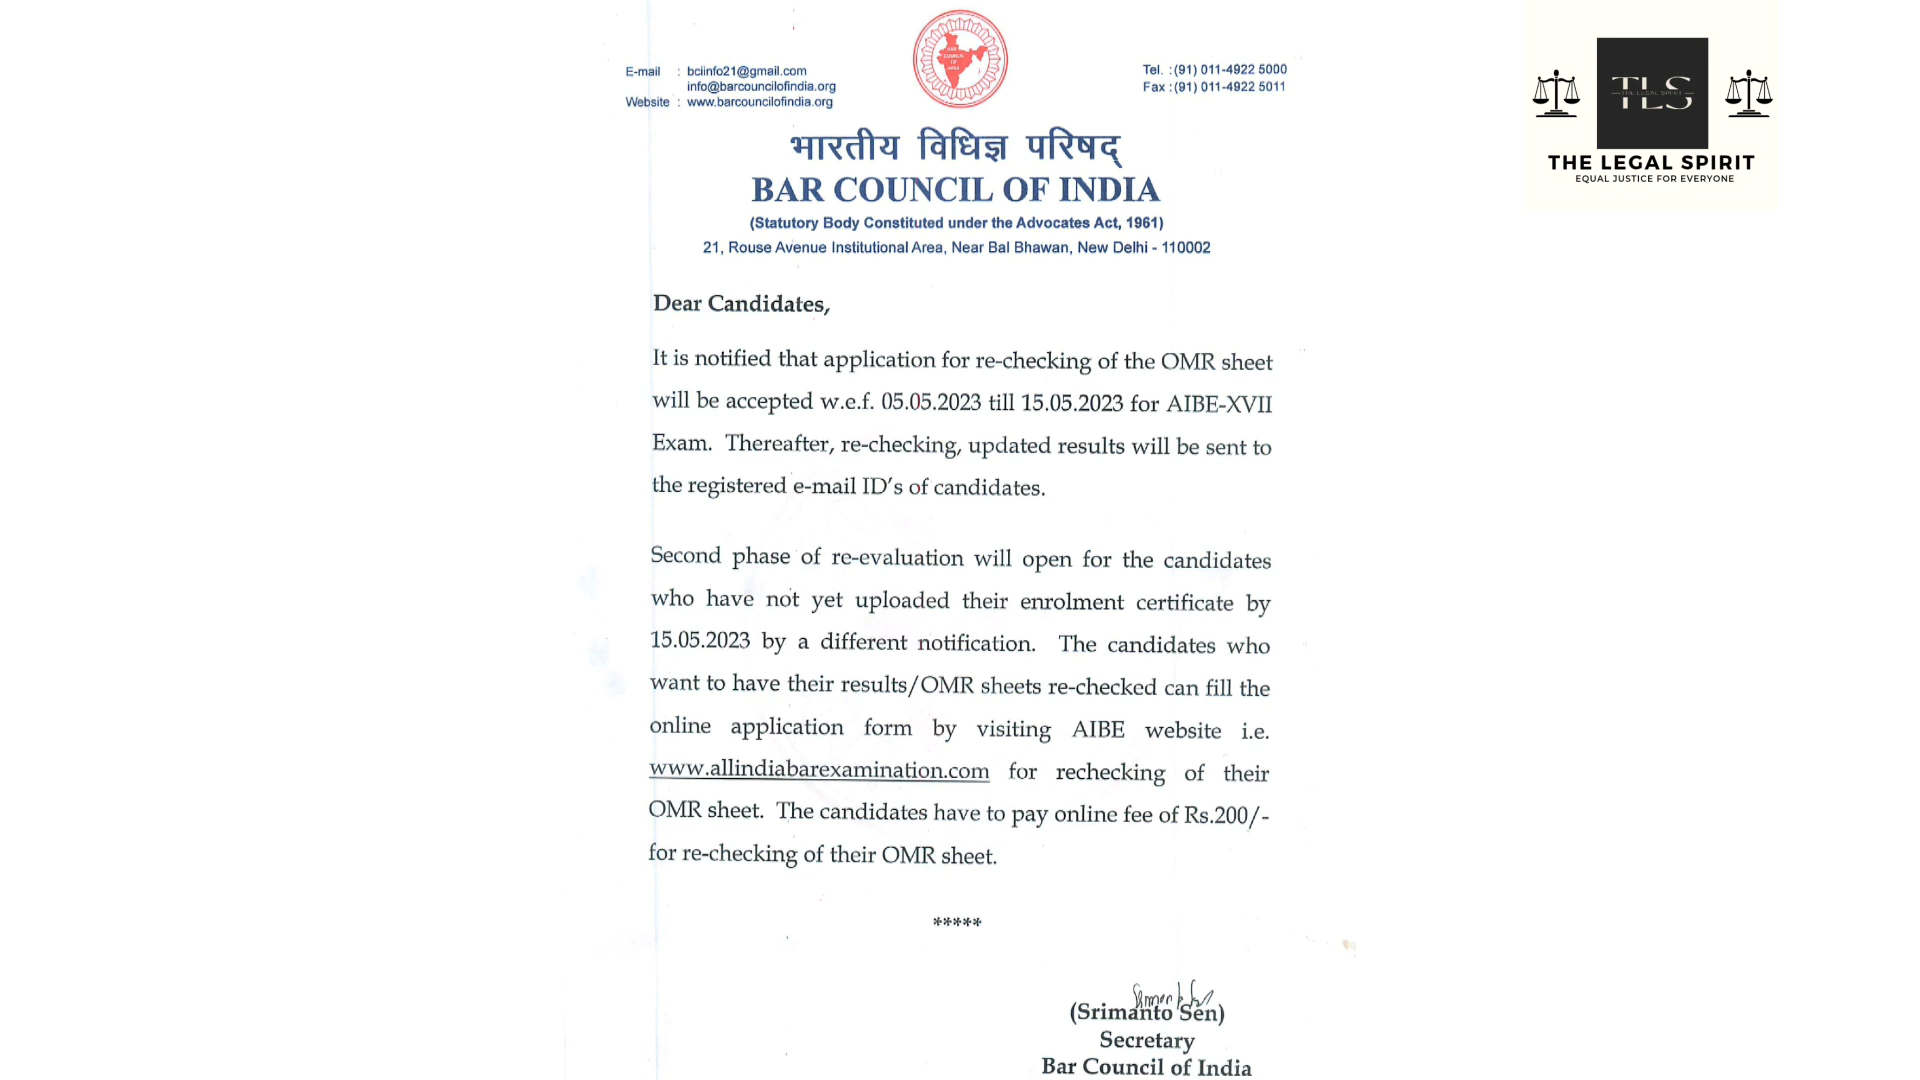 E-mail : bciinfo21@gmail.com
info@barcouncilofindia.org
Website : www.barcouncilofindia.org
BAR
COUNCIL
OF
INDIA
Tel. : (91) 011-4922 5000
Fax : (91) 011-4922 5011
भारतीय विधिज्ञ परिषद्
BAR COUNCIL OF INDIA
(Statutory Body Constituted under the Advocates Act, 1961)
21, Rouse Avenue Institutional Area, Near Bal Bhawan, New Delhi - 110002
Dear Candidates,
It is notified that application for re-checking of the OMR sheet
will be accepted w.e.f. 05.05.2023 till 15.05.2023 for AIBE-XVII
Exam. Thereafter, re-checking, updated results will be sent to
the registered e-mail ID's of candidates.
Second phase of re-evaluation will open for the candidates
who have not yet uploaded their enrolment certificate by
15.05.2023 by a different notification. The candidates who
want to have their results/OMR sheets re-checked can fill the
online application form by visiting AIBE website i.e.
www.allindiabarexamination.com for rechecking of their
OMR sheet. The candidates have to pay online fee of Rs.200/-
for re-checking of their OMR sheet.
*****
(Srimanto Sen)
Secretary
Bar Council of India
TLS
THE LEGAL SPIRIT
THE LEGAL SPIRIT
EQUAL JUSTICE FOR EVERYONE